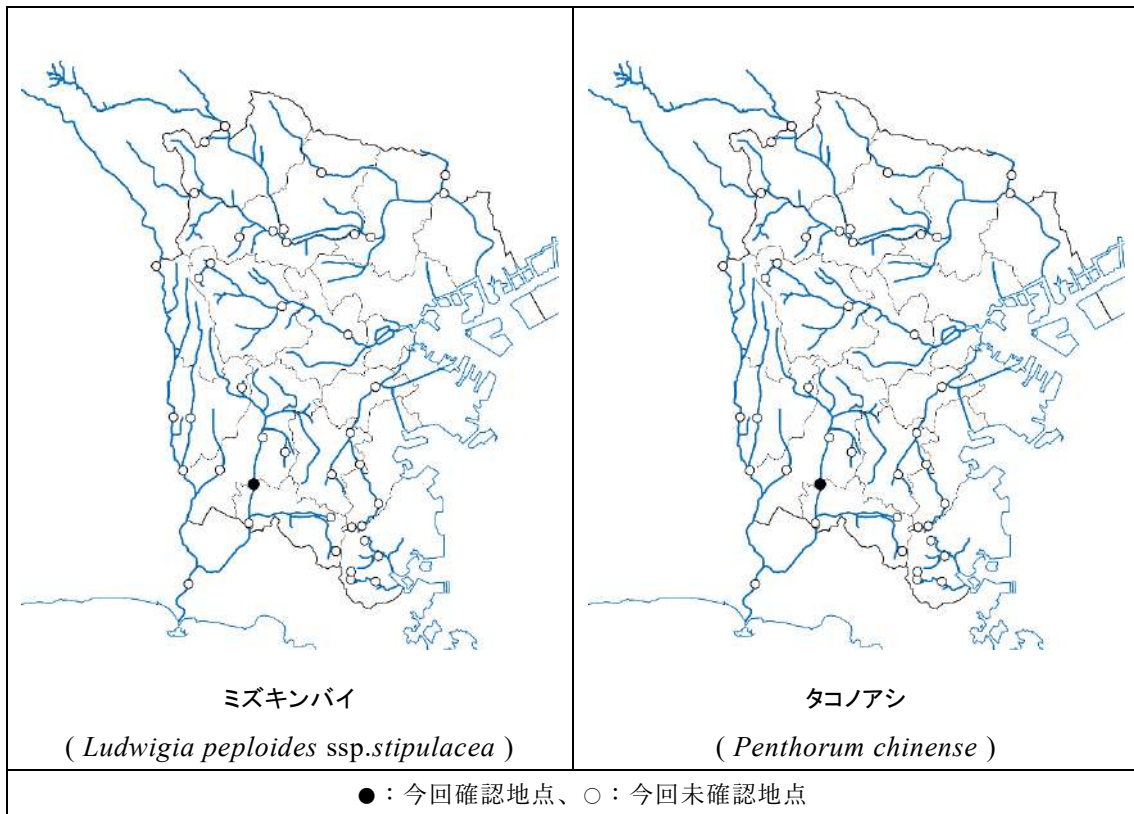 ミズキンバイ
( Ludwigia peploides ssp.stipulacea )
タコノアシ
( Penthorum chinense )
●：今回確認地点、○：今回未確認地点